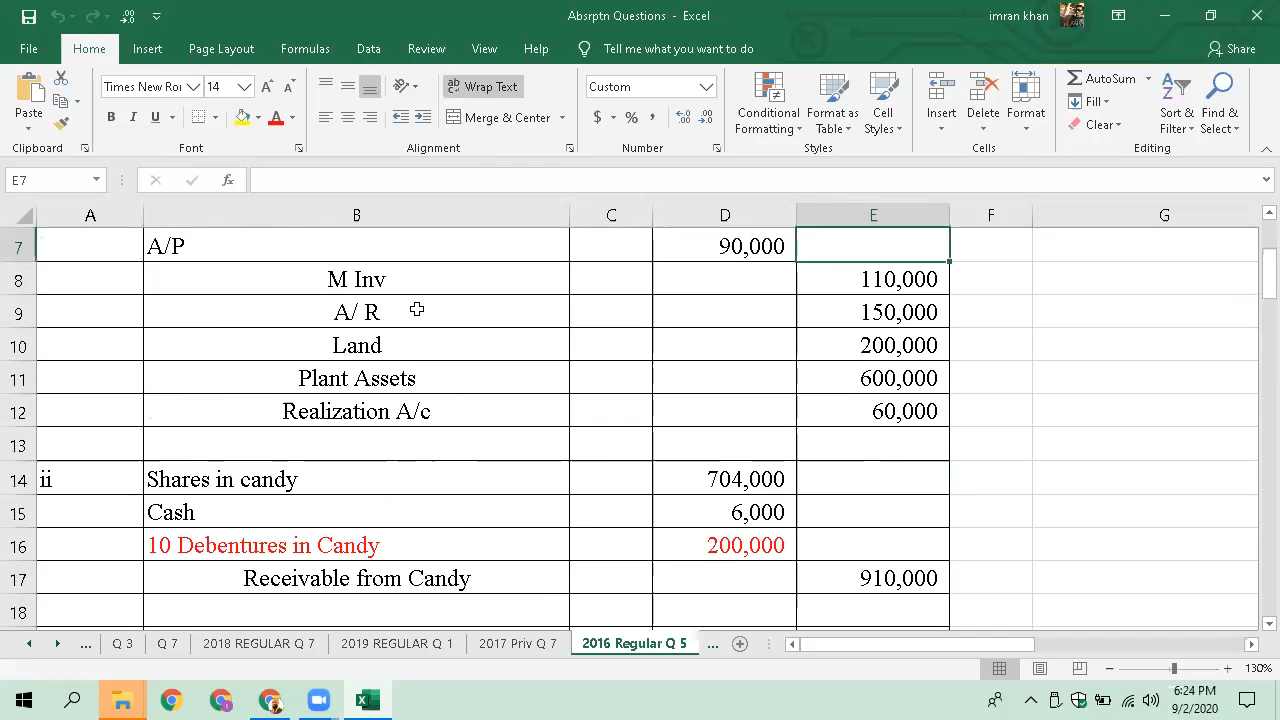 Absrptn Questions - Excel
imran khan
File Home Insert Page Layout Formulas Data Review View Help Tell me what you want to do Share
Times New Roi 14 Wrap Text Custom AutoSum
Paste Merge & Center Conditional Formatting Format as Table Cell Styles Insert Delete Format Fill Clear Sort & Filter Find & Select
B I U A $ % ,
Clipboard Font Alignment Number Styles Cells Editing
E7 fx
A B C D E F G
7 A/P 90,000
8 M Inv 110,000
9 A/ R 150,000
10 Land 200,000
11 Plant Assets 600,000
12 Realization A/c 60,000
13
14 ii Shares in candy 704,000
15 Cash 6,000
16 10 Debentures in Candy 200,000
17 Receivable from Candy 910,000
18
... Q 3 Q 7 2018 REGULAR Q 7 2019 REGULAR Q 1 2017 Priv Q 7 2016 Regular Q 5 ...
130%
6:24 PM
9/2/2020